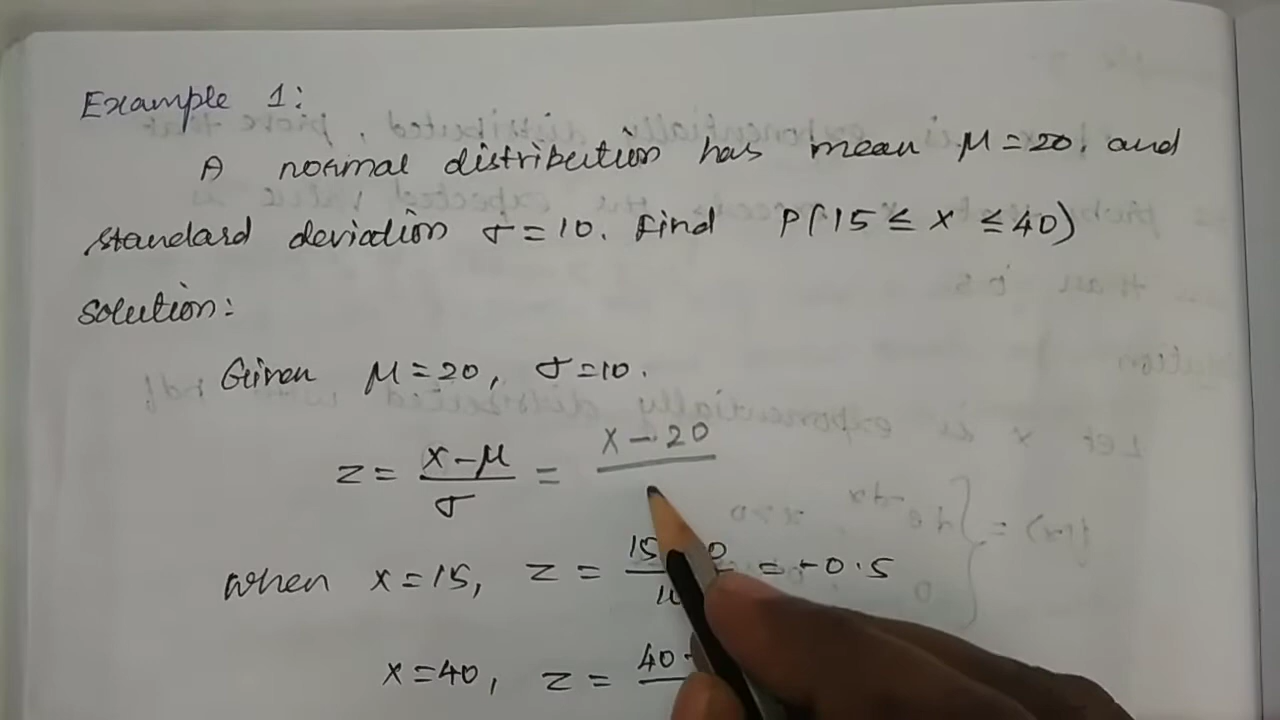 Example 1:
A normal distribution has mean μ = 20, and
standard deviation σ = 10. Find P(15 ≤ x ≤ 40)
Solution:
Given μ = 20, σ = 10.
z = x - μ / σ = x - 20
When x = 15, z = 15 = -0.5
x = 40, z = 40 -